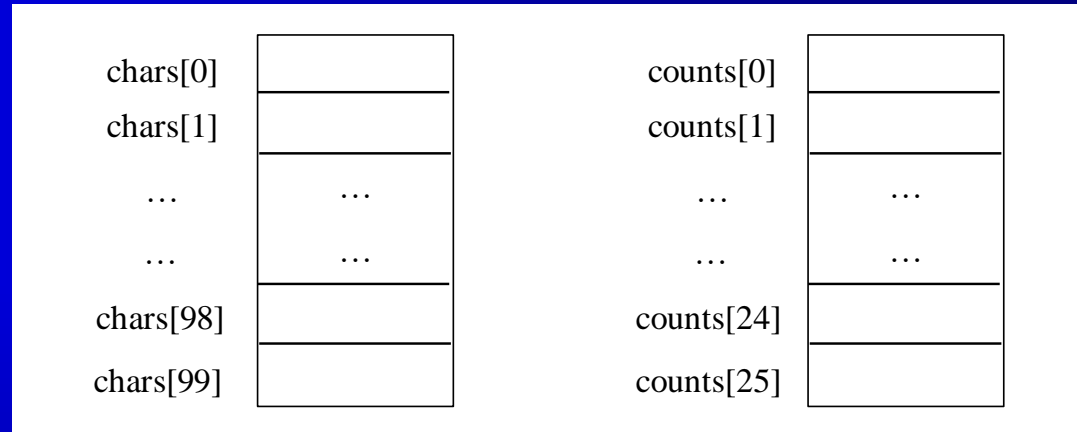 chars[0] counts[0]
chars[1] counts[1]
… … … …
… … … …
chars[98] counts[24]
chars[99] counts[25]